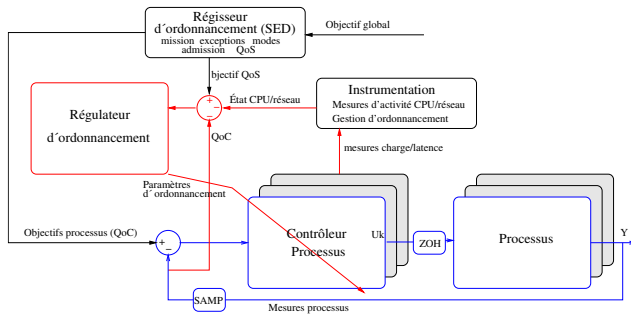 Régisseur
d'ordonnancement (SED)
mission exceptions modes
admission QoS
Objectif global
bjectif QoS
Instrumentation
Mesures d'activité CPU/réseau
Gestion d'ordonnancement
État CPU/réseau
Régulateur
d'ordonnancement
+
−
−
QoC
mesures charge/latence
Paramètres
d'ordonnancement
Objectifs processus (QoC)
+
−
Contrôleur
Processus
Uk
ZOH
Processus
Y
SAMP
Mesures processus